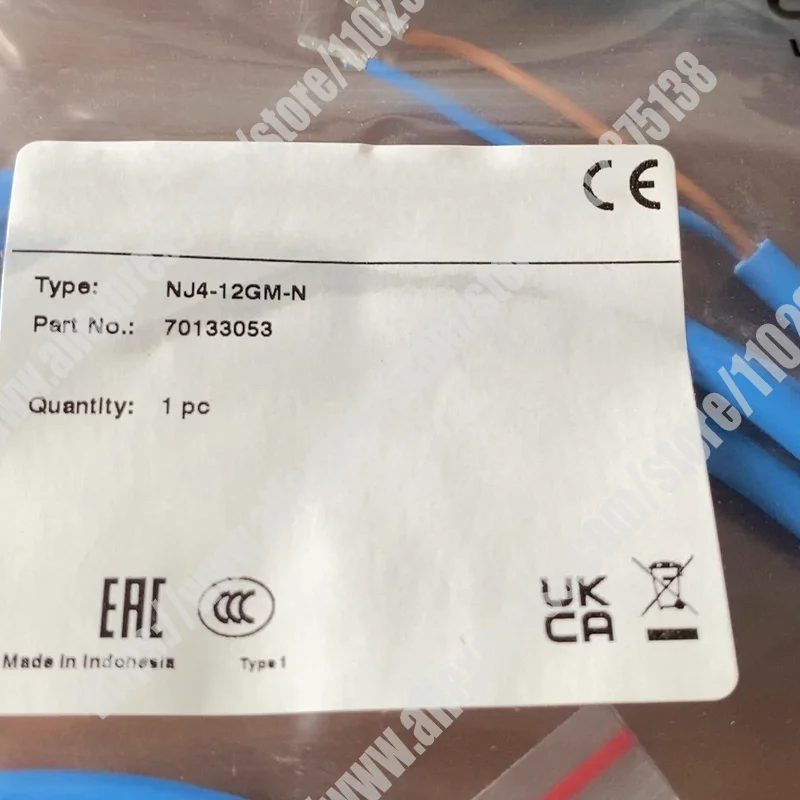 CE
Type: NJ4-12GM-N
Part No.: 70133053
Quantity: 1 pc
EAC
CCC
UK
CA
Made in Indonesia
Type 1